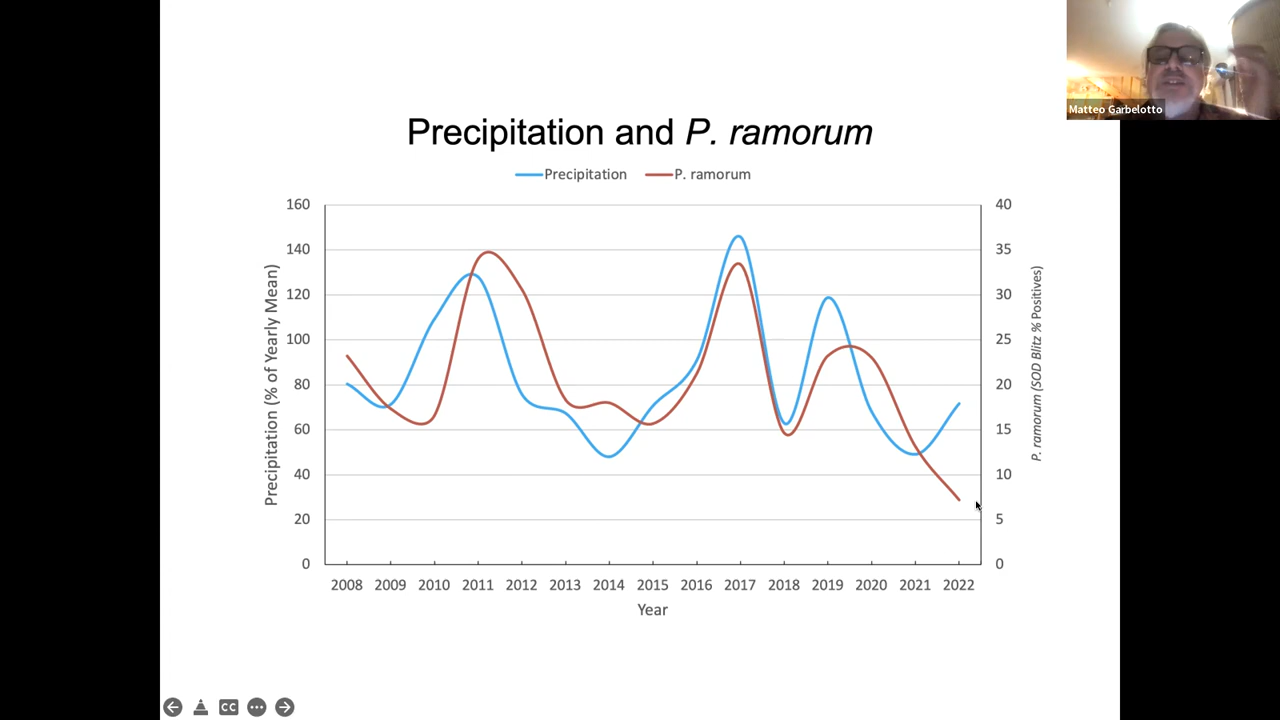 Matteo Garbelotto
Precipitation and P. ramorum
Precipitation P. ramorum
160
140
120
100
80
60
40
20
0
Precipitation (% of Yearly Mean)
40
35
30
25
20
15
10
5
0
P. ramorum (SOD Blitz % Positives)
2008 2009 2010 2011 2012 2013 2014 2015 2016 2017 2018 2019 2020 2021 2022
Year
CC